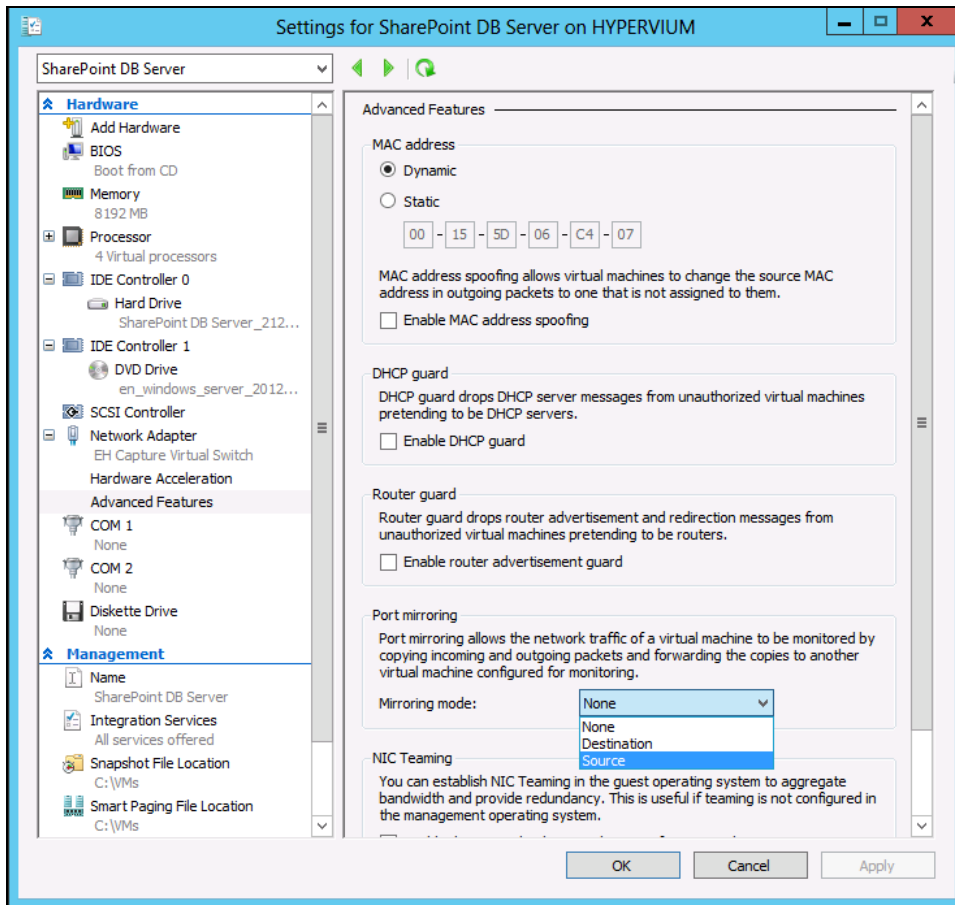 Settings for SharePoint DB Server on HYPERVIUM
SharePoint DB Server
Hardware
Add Hardware
BIOS
Boot from CD
Memory
8192 MB
Processor
4 Virtual processors
IDE Controller 0
Hard Drive
SharePoint DB Server_212...
IDE Controller 1
DVD Drive
en_windows_server_2012...
SCSI Controller
Network Adapter
EH Capture Virtual Switch
Hardware Acceleration
Advanced Features
COM 1
None
COM 2
None
Diskette Drive
None
Management
Name
SharePoint DB Server
Integration Services
All services offered
Snapshot File Location
C:\VMs
Smart Paging File Location
C:\VMs
Advanced Features
MAC address
Dynamic
Static
00 - 15 - 5D - 06 - C4 - 07
MAC address spoofing allows virtual machines to change the source MAC
address in outgoing packets to one that is not assigned to them.
Enable MAC address spoofing
DHCP guard
DHCP guard drops DHCP server messages from unauthorized virtual machines
pretending to be DHCP servers.
Enable DHCP guard
Router guard
Router guard drops router advertisement and redirection messages from
unauthorized virtual machines pretending to be routers.
Enable router advertisement guard
Port mirroring
Port mirroring allows the network traffic of a virtual machine to be monitored by
copying incoming and outgoing packets and forwarding the copies to another
virtual machine configured for monitoring.
Mirroring mode: None
None
Destination
Source
NIC Teaming
You can establish NIC Teaming in the guest operating system to aggregate
bandwidth and provide redundancy. This is useful if teaming is not configured in
the management operating system.
OK Cancel Apply